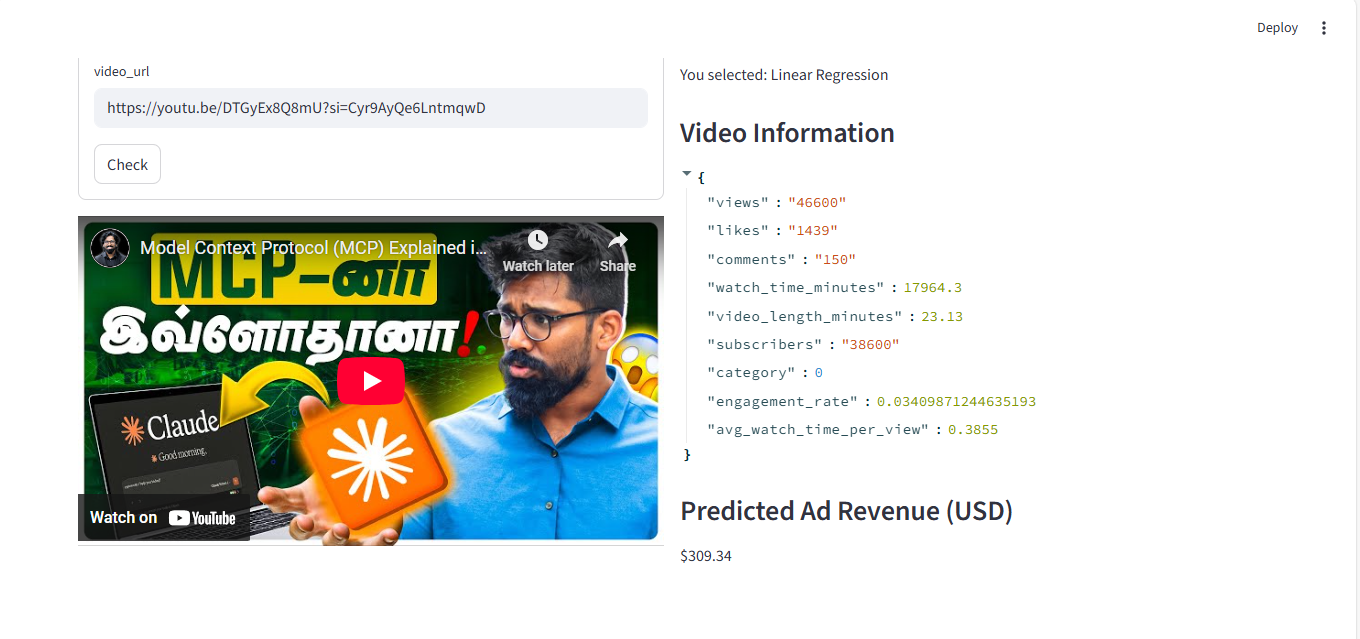 Deploy
video_url
https://youtu.be/DTGyEx8Q8mU?si=Cyr9AyQe6LntmqwD
Check
Model Context Protocol (MCP) Explained i...
Watch later
Share
MCP-னா
இவ்ளோதானா!
Claude
Good morning.
Watch on YouTube
You selected: Linear Regression
Video Information
{
"views" : "46600"
"likes" : "1439"
"comments" : "150"
"watch_time_minutes" : 17964.3
"video_length_minutes" : 23.13
"subscribers" : "38600"
"category" : 0
"engagement_rate" : 0.03409871244635193
"avg_watch_time_per_view" : 0.3855
}
Predicted Ad Revenue (USD)
$309.34